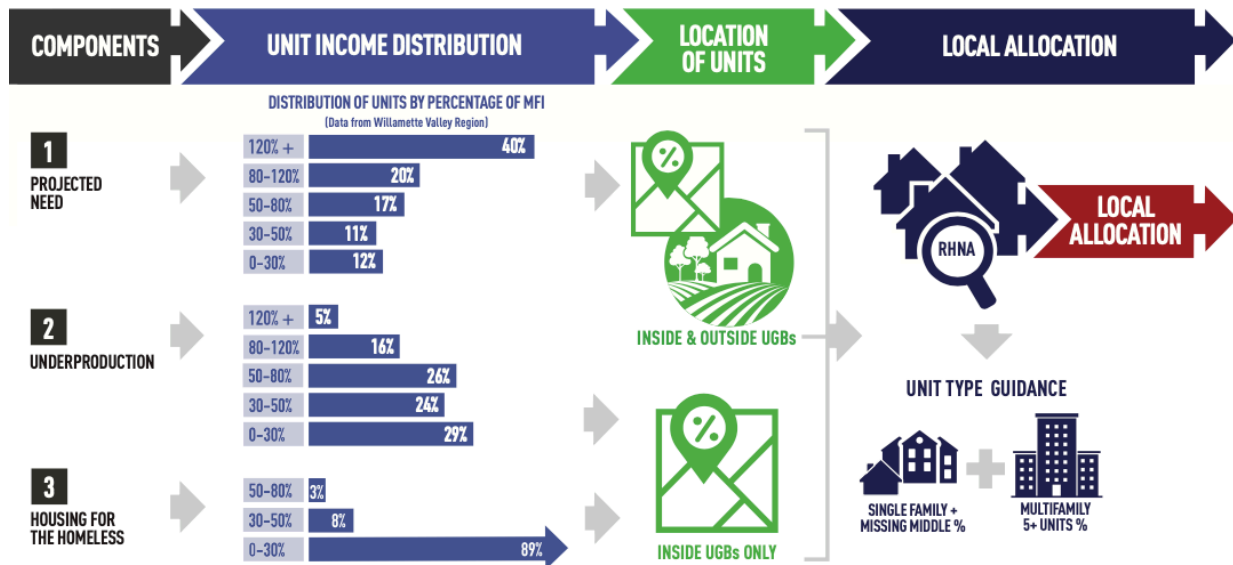 COMPONENTS
UNIT INCOME DISTRIBUTION
LOCATION
OF UNITS
LOCAL ALLOCATION
DISTRIBUTION OF UNITS BY PERCENTAGE OF MFI
(Data from Willamette Valley Region)
1
PROJECTED
NEED
120% + 40%
80-120% 20%
50-80% 17%
30-50% 11%
0-30% 12%
2
UNDERPRODUCTION
120% + 5%
80-120% 16%
50-80% 26%
30-50% 24%
0-30% 29%
3
HOUSING FOR
THE HOMELESS
50-80% 3%
30-50% 8%
0-30% 89%
%
INSIDE & OUTSIDE UGBs
%
INSIDE UGBs ONLY
RHNA
LOCAL
ALLOCATION
UNIT TYPE GUIDANCE
SINGLE FAMILY +
MISSING MIDDLE %
MULTIFAMILY
5+ UNITS %